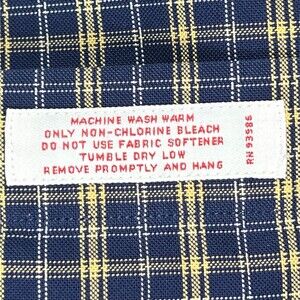 MACHINE WASH WARM
ONLY NON-CHLORINE BLEACH
DO NOT USE FABRIC SOFTENER
TUMBLE DRY LOW
REMOVE PROMPTLY AND HANG
RN 93986